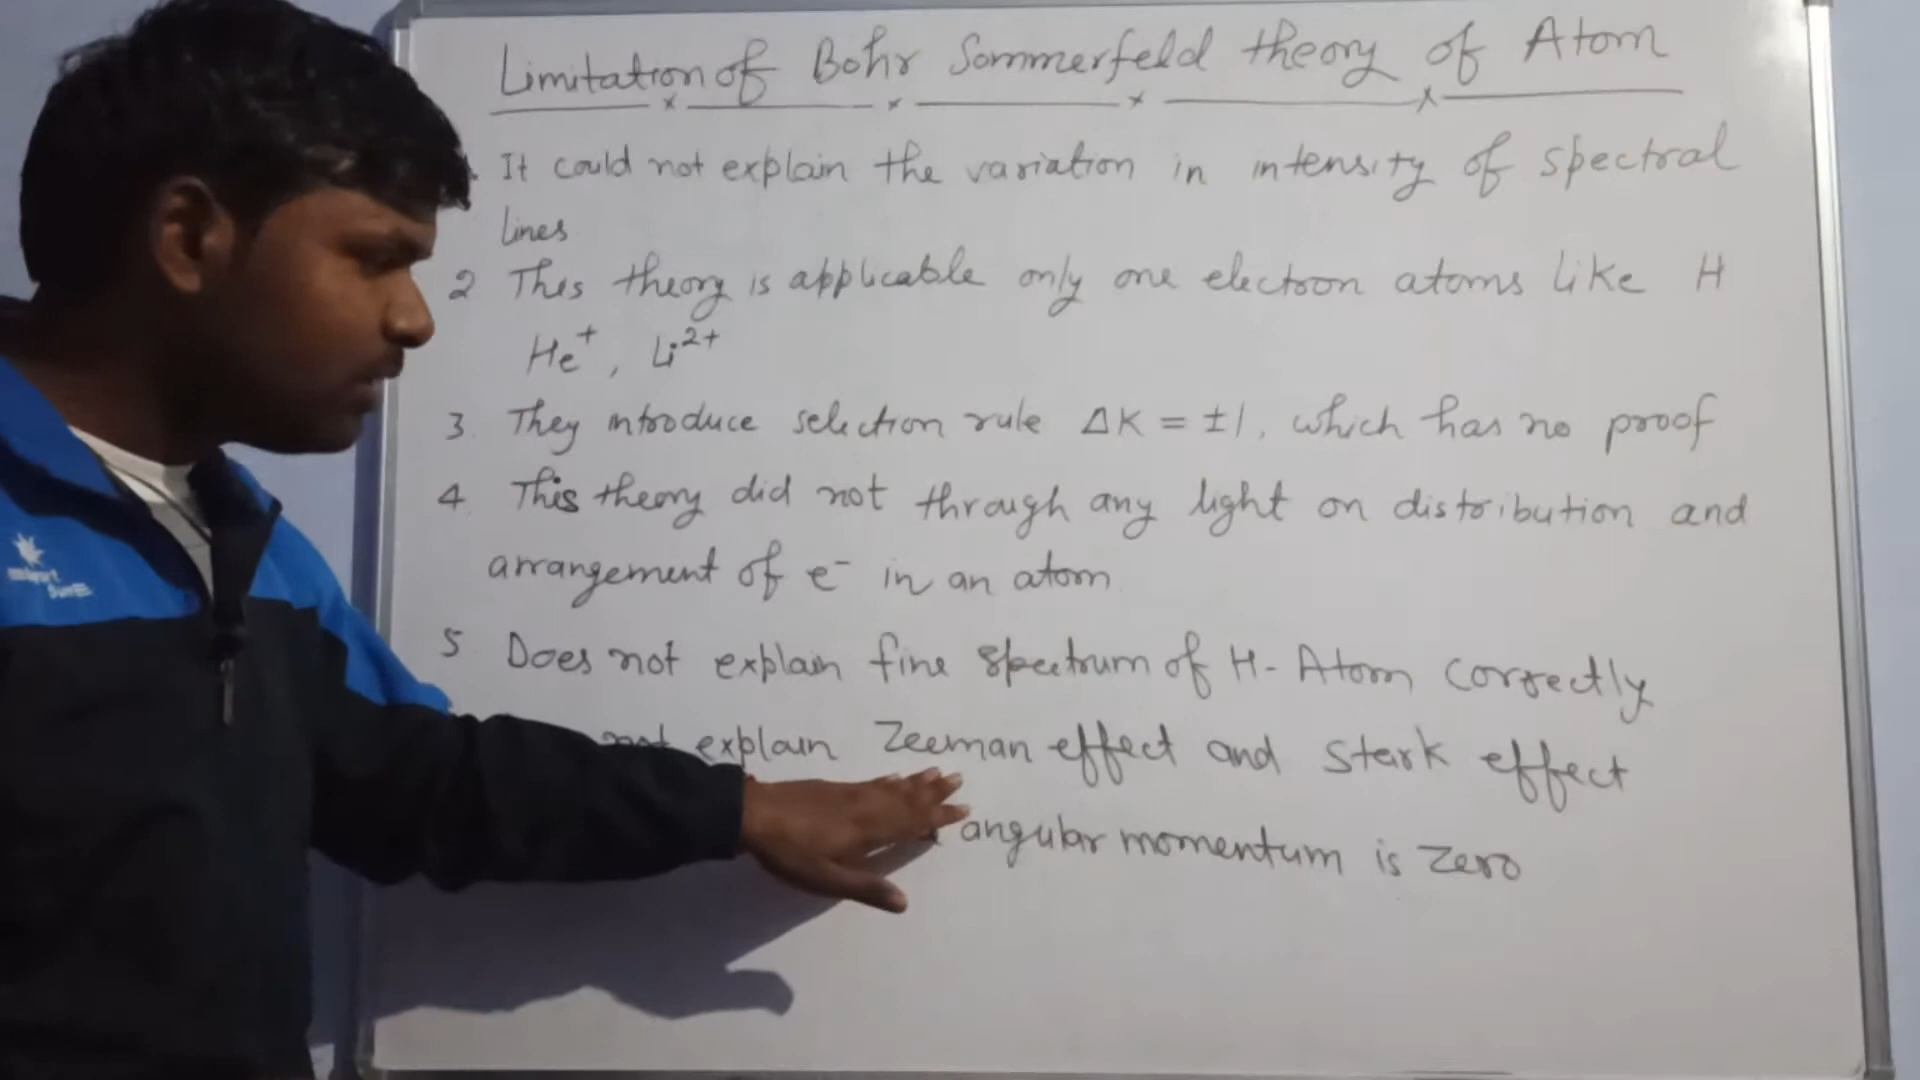 Limitation of Bohr Sommerfeld theory of Atom
It could not explain the variation in intensity of spectral
lines
2 This theory is applicable only one electron atoms like H
He⁺, Li²⁺
3. They introduce selection rule ΔK = ±1, which has no proof
4. This theory did not through any light on distribution and
arrangement of e⁻ in an atom
5 Does not explain fine spectrum of H-Atom correctly
not explain Zeeman effect and Stark effect
angular momentum is zero